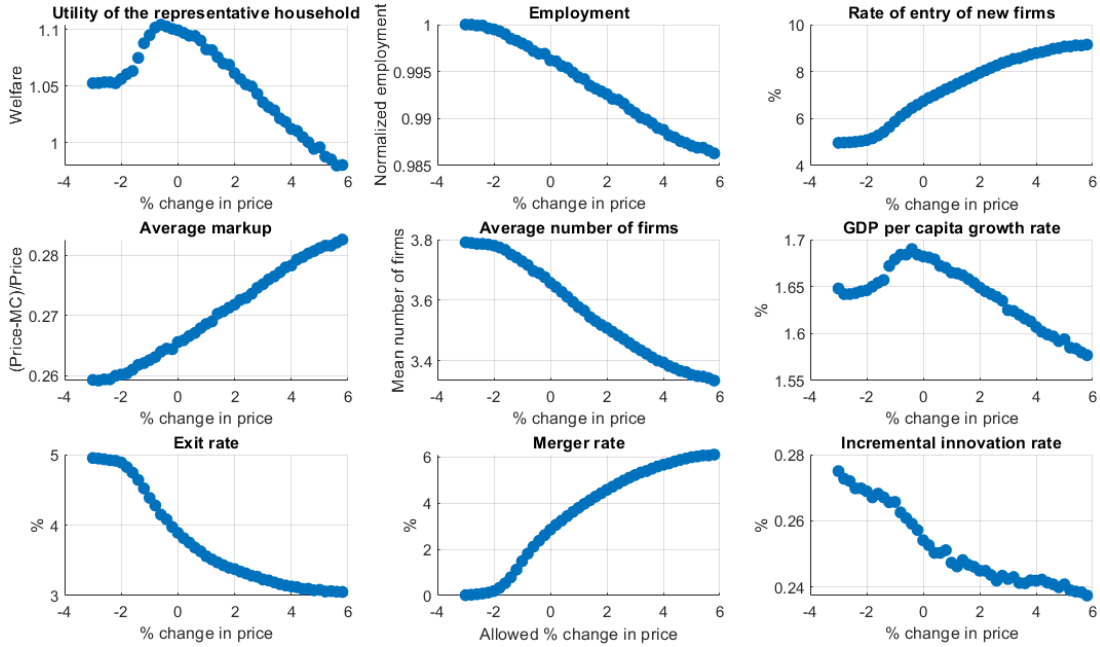 Utility of the representative household
Welfare
1.1
1.05
1
-4 -2 0 2 4 6
% change in price
Employment
Normalized employment
1
0.995
0.99
0.985
-4 -2 0 2 4 6
% change in price
Rate of entry of new firms
%
10
8
6
4
-4 -2 0 2 4 6
% change in price
Average markup
(Price-MC)/Price
0.28
0.27
0.26
-4 -2 0 2 4 6
% change in price
Average number of firms
Mean number of firms
3.8
3.6
3.4
-4 -2 0 2 4 6
% change in price
GDP per capita growth rate
%
1.7
1.65
1.6
1.55
-4 -2 0 2 4 6
% change in price
Exit rate
%
5
4
3
-4 -2 0 2 4 6
% change in price
Merger rate
%
6
4
2
0
-4 -2 0 2 4 6
Allowed % change in price
Incremental innovation rate
%
0.28
0.26
0.24
-4 -2 0 2 4 6
% change in price